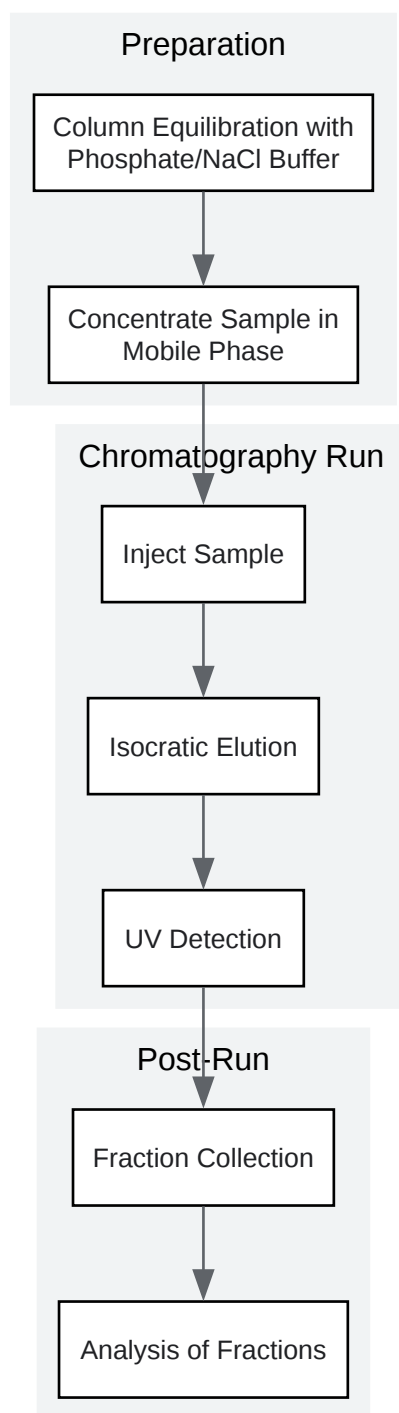 Preparation
Column Equilibration with
Phosphate/NaCl Buffer
Concentrate Sample in
Mobile Phase
Chromatography Run
Inject Sample
Isocratic Elution
UV Detection
Post-Run
Fraction Collection
Analysis of Fractions